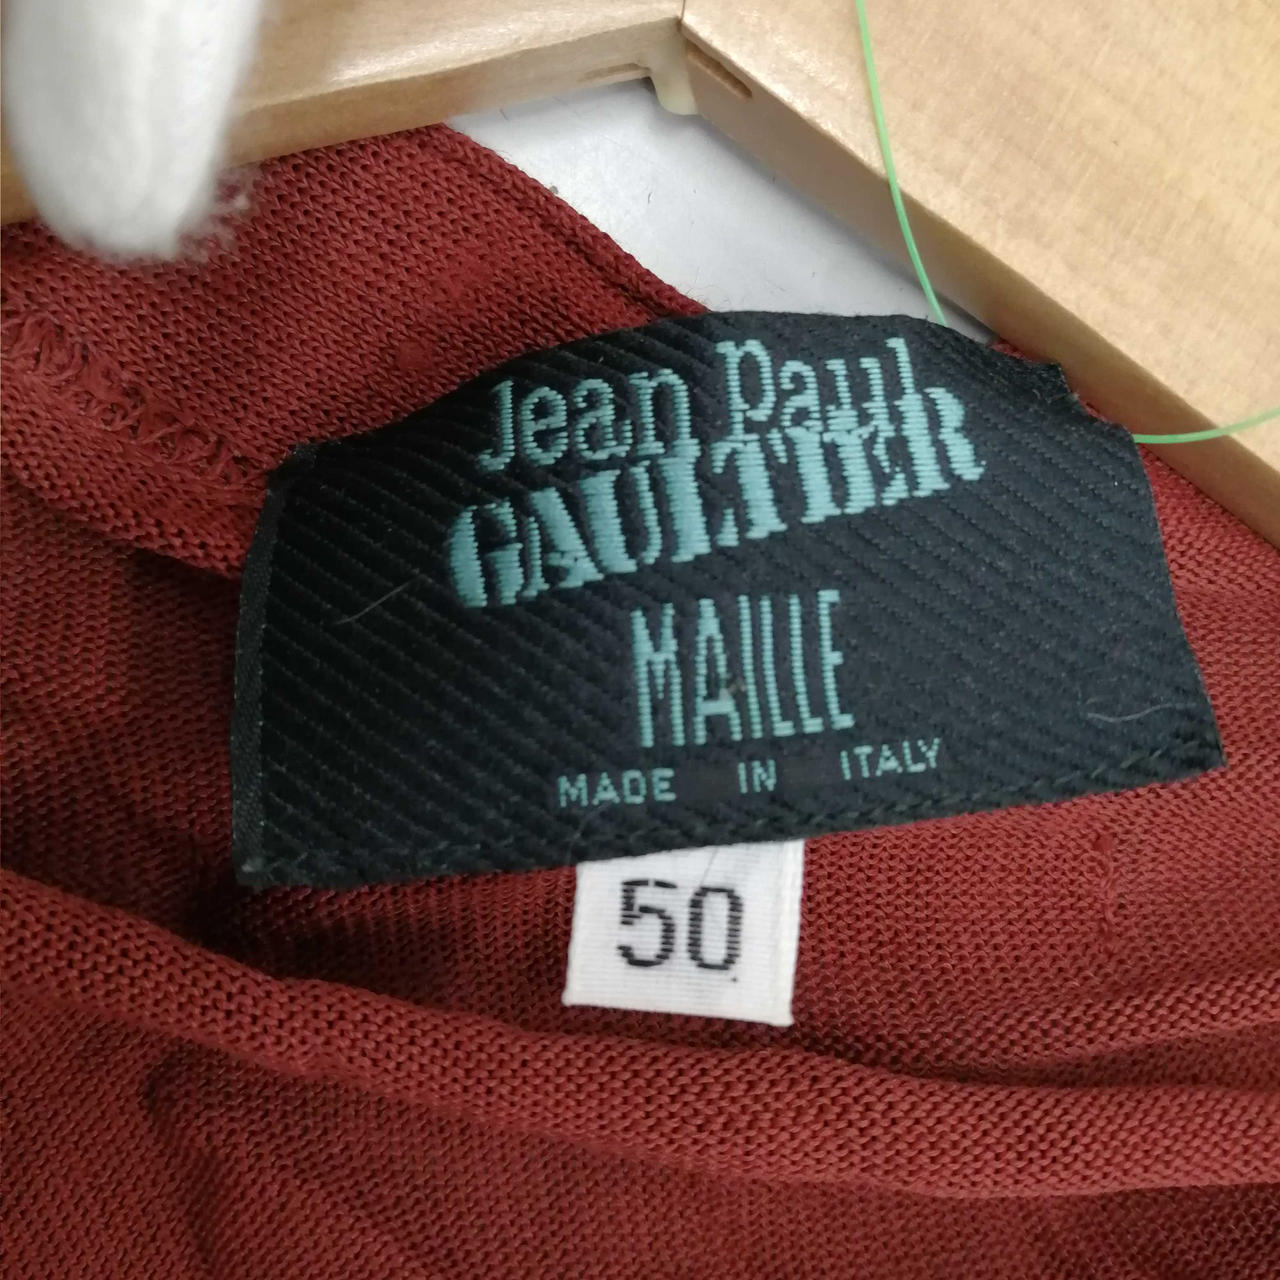 Jean Paul
GAULTIER
MAILLE
MADE IN ITALY
50